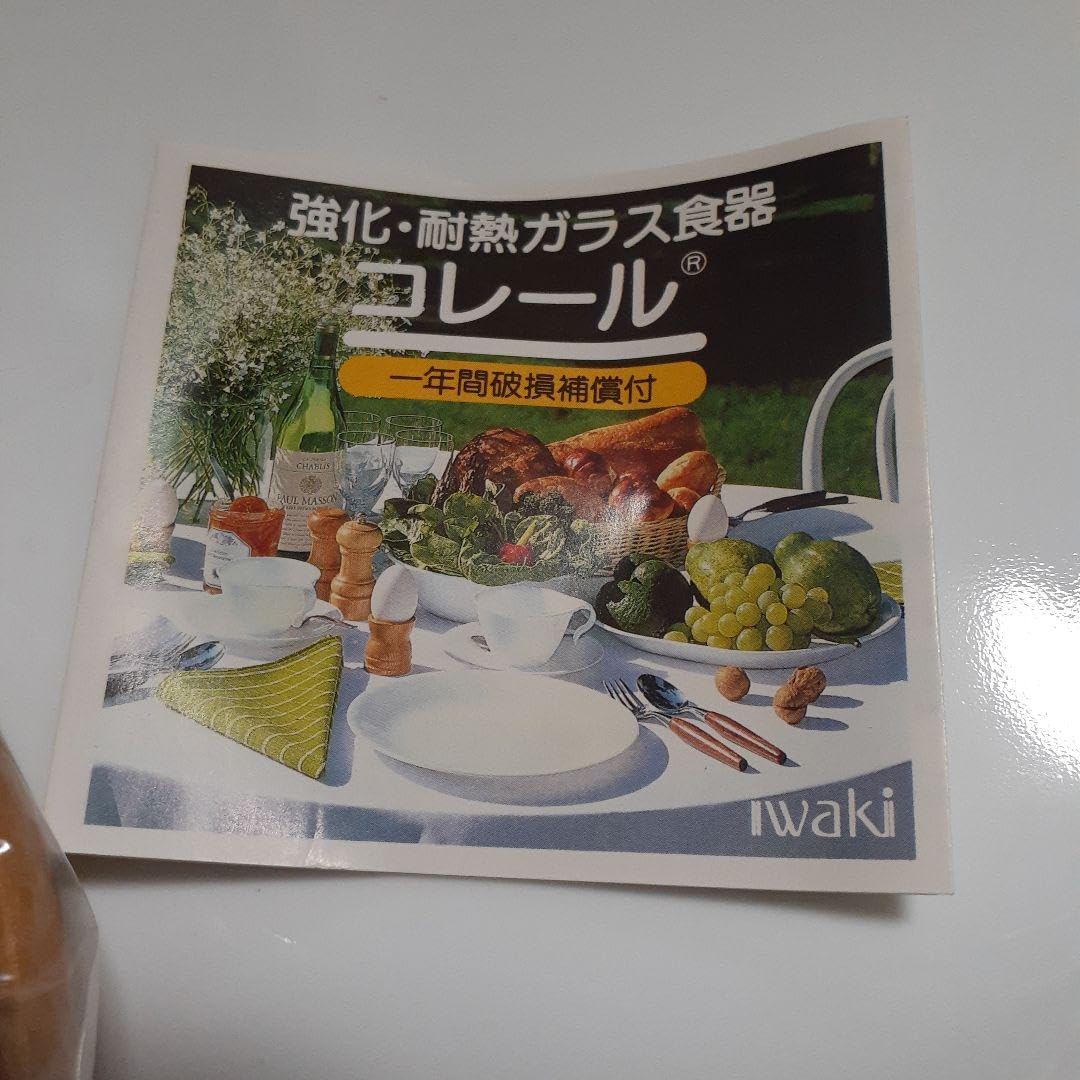 強化・耐熱ガラス食器
コレール®
一年間破損補償付
CHABLIS
PAUL MASSON
iwaki